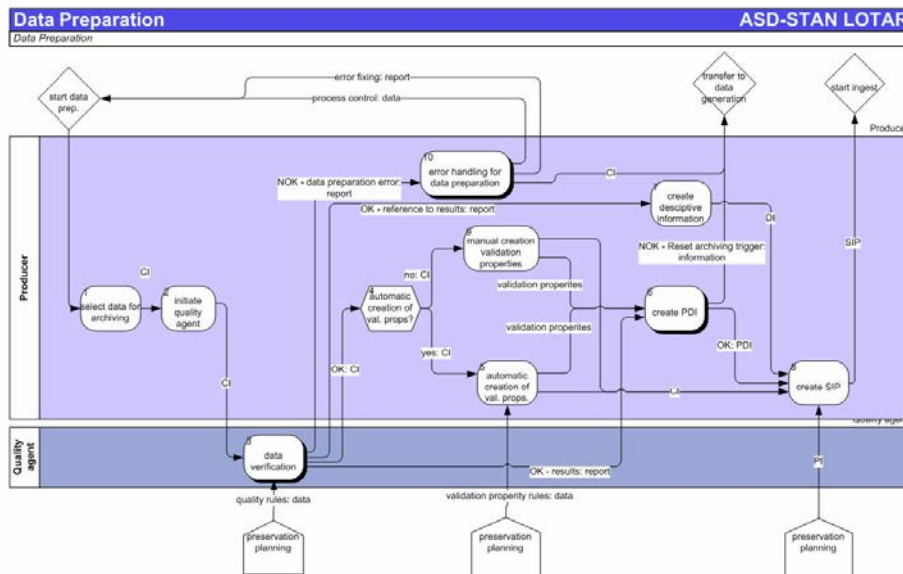 Data Preparation
ASD-STAN LOTAR
Data Preparation
start data
prep.
error fixing: report
process control: data
transfer to
data
generation
start ingest
Produce
10
error handling for
data preparation
NOK - data preparation error:
report
CI
OK - reference to results: report
7
create
desciptive
information
DI
SIP
NOK - Reset archiving trigger:
information
9
manual creation
validation
properties
no: CI
validation properites
CI
1
select data for
archiving
2
initiate
quality
agent
4
automatic
creation of
val. props?
6
create PDI
validation properites
yes: CI
OK: CI
CI
OK: PDI
5
automatic
creation of
val. props.
CI
8
create SIP
Producer
Quality agen
Quality
agent
3
data
verification
OK - results: report
PI
quality rules: data
validation properity rules: data
preservation
planning
preservation
planning
preservation
planning